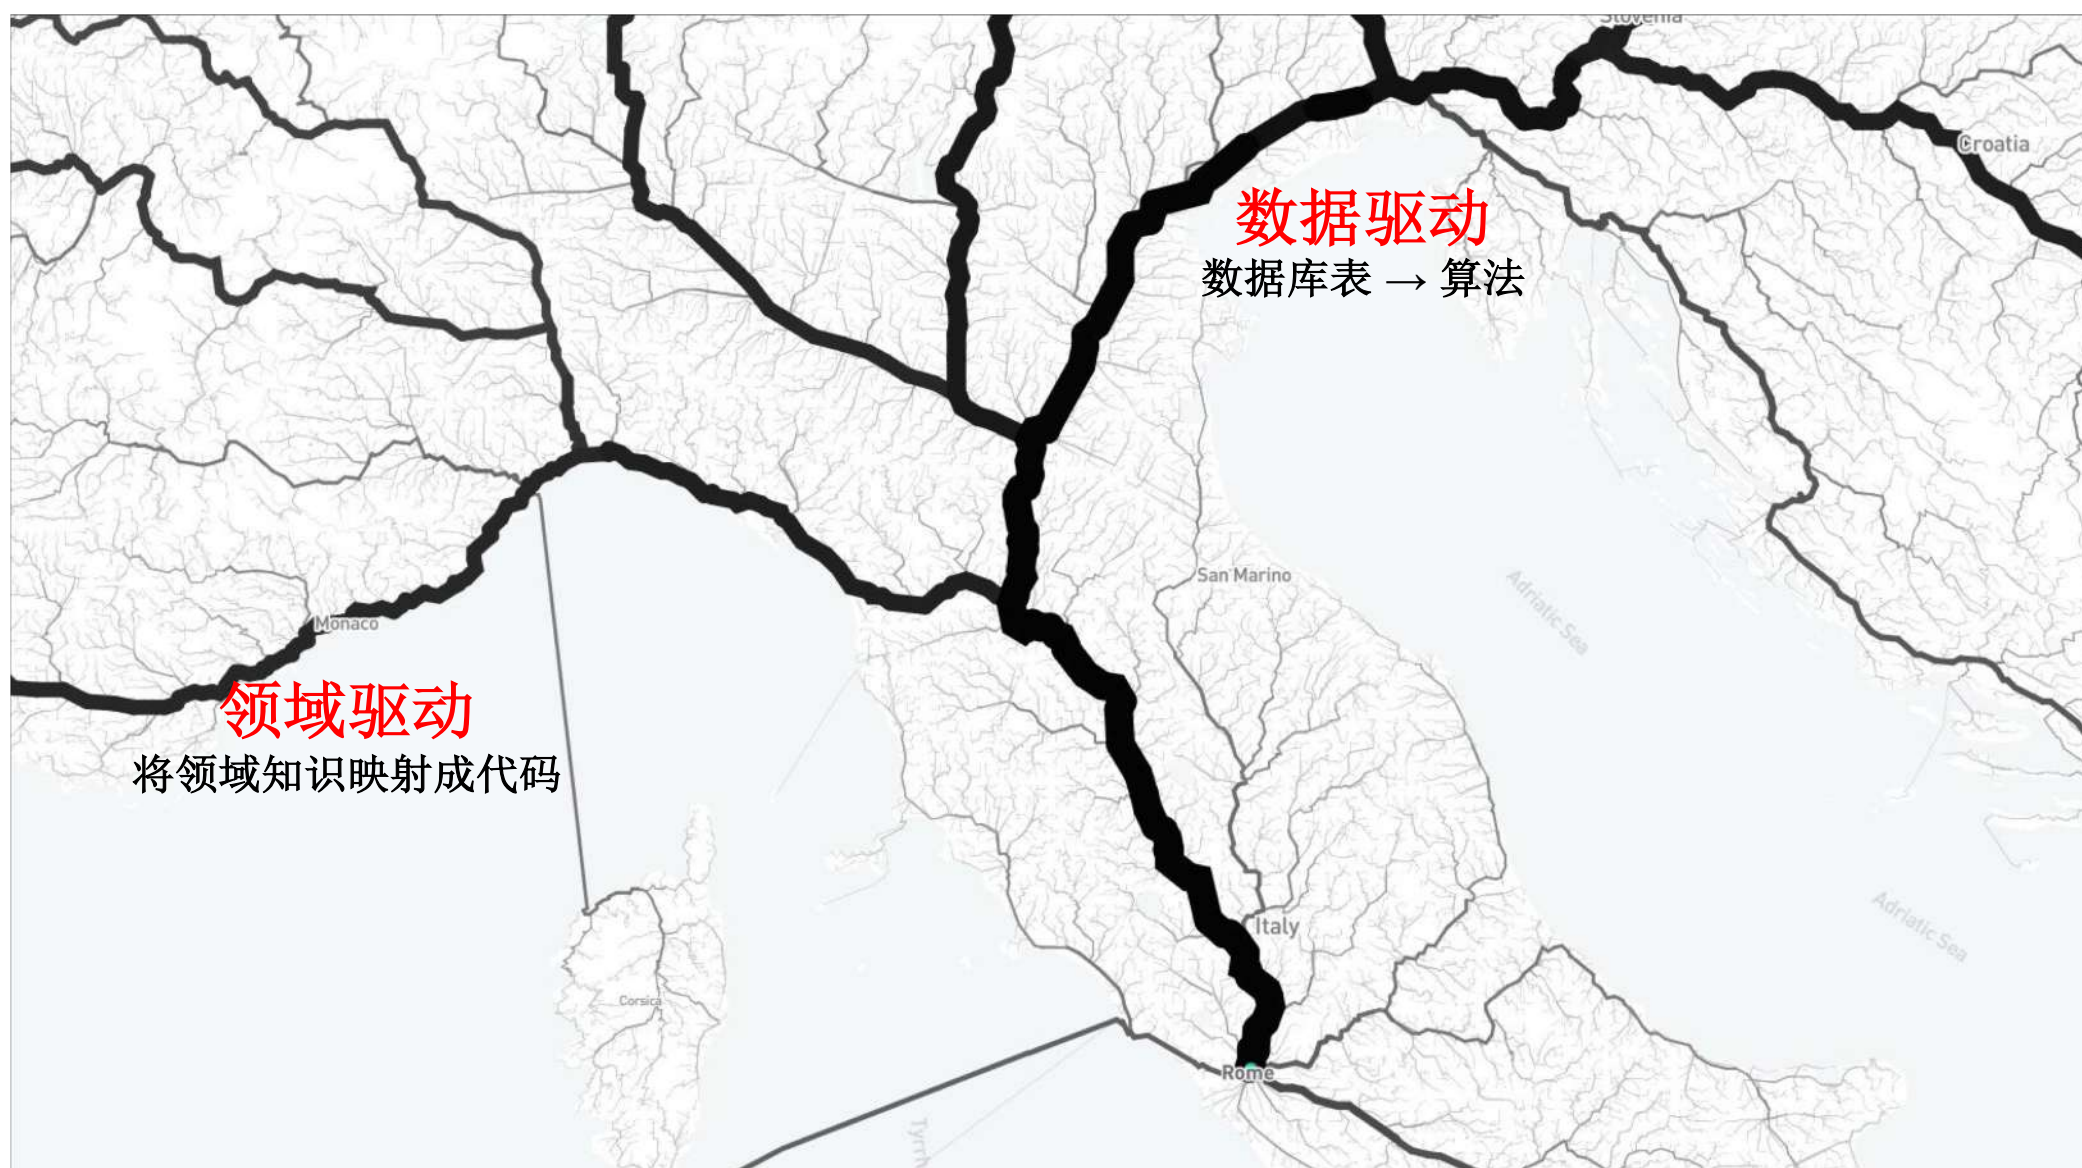 Slovenia
Croatia
数据驱动
数据库表 → 算法
San Marino
Adriatic Sea
Monaco
领域驱动
将领域知识映射成代码
Italy
Adriatic Sea
Corsica
Rome
Tyrrh